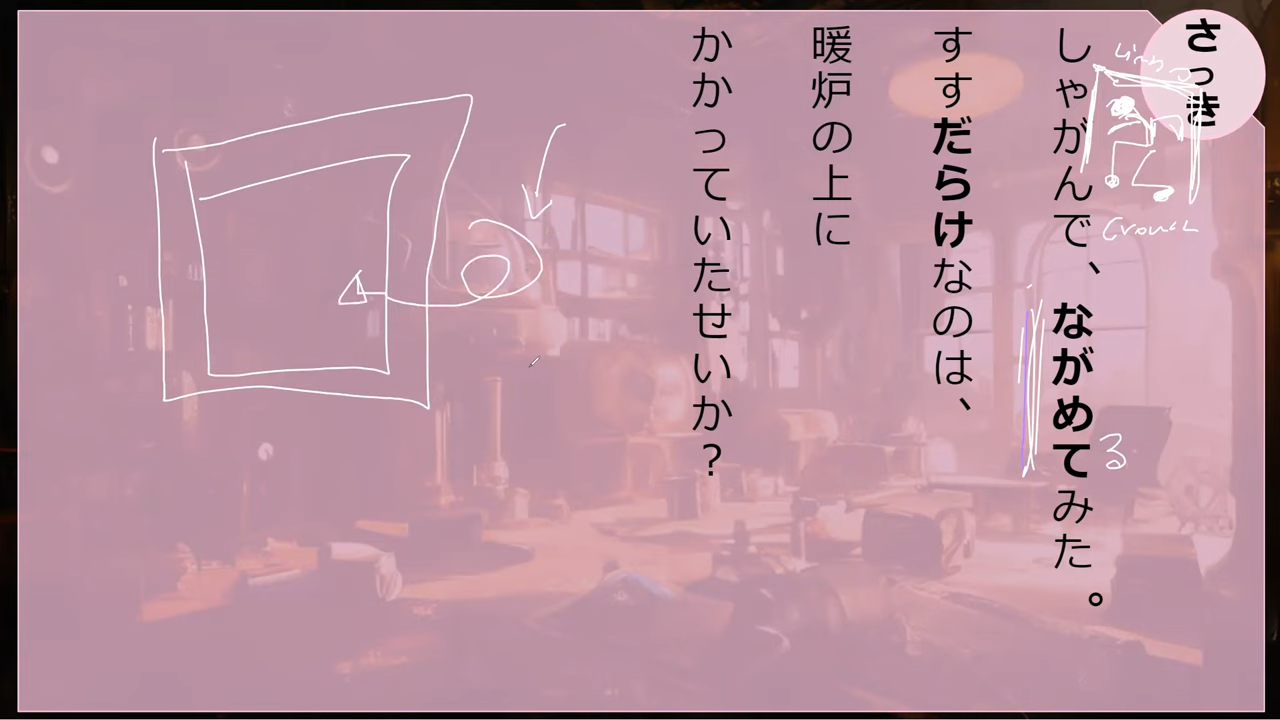 さっき
しゃがんで、ながめてみた。
すすだらけなのは、
暖炉の上に
かかっていたせいか？
る
Crouch